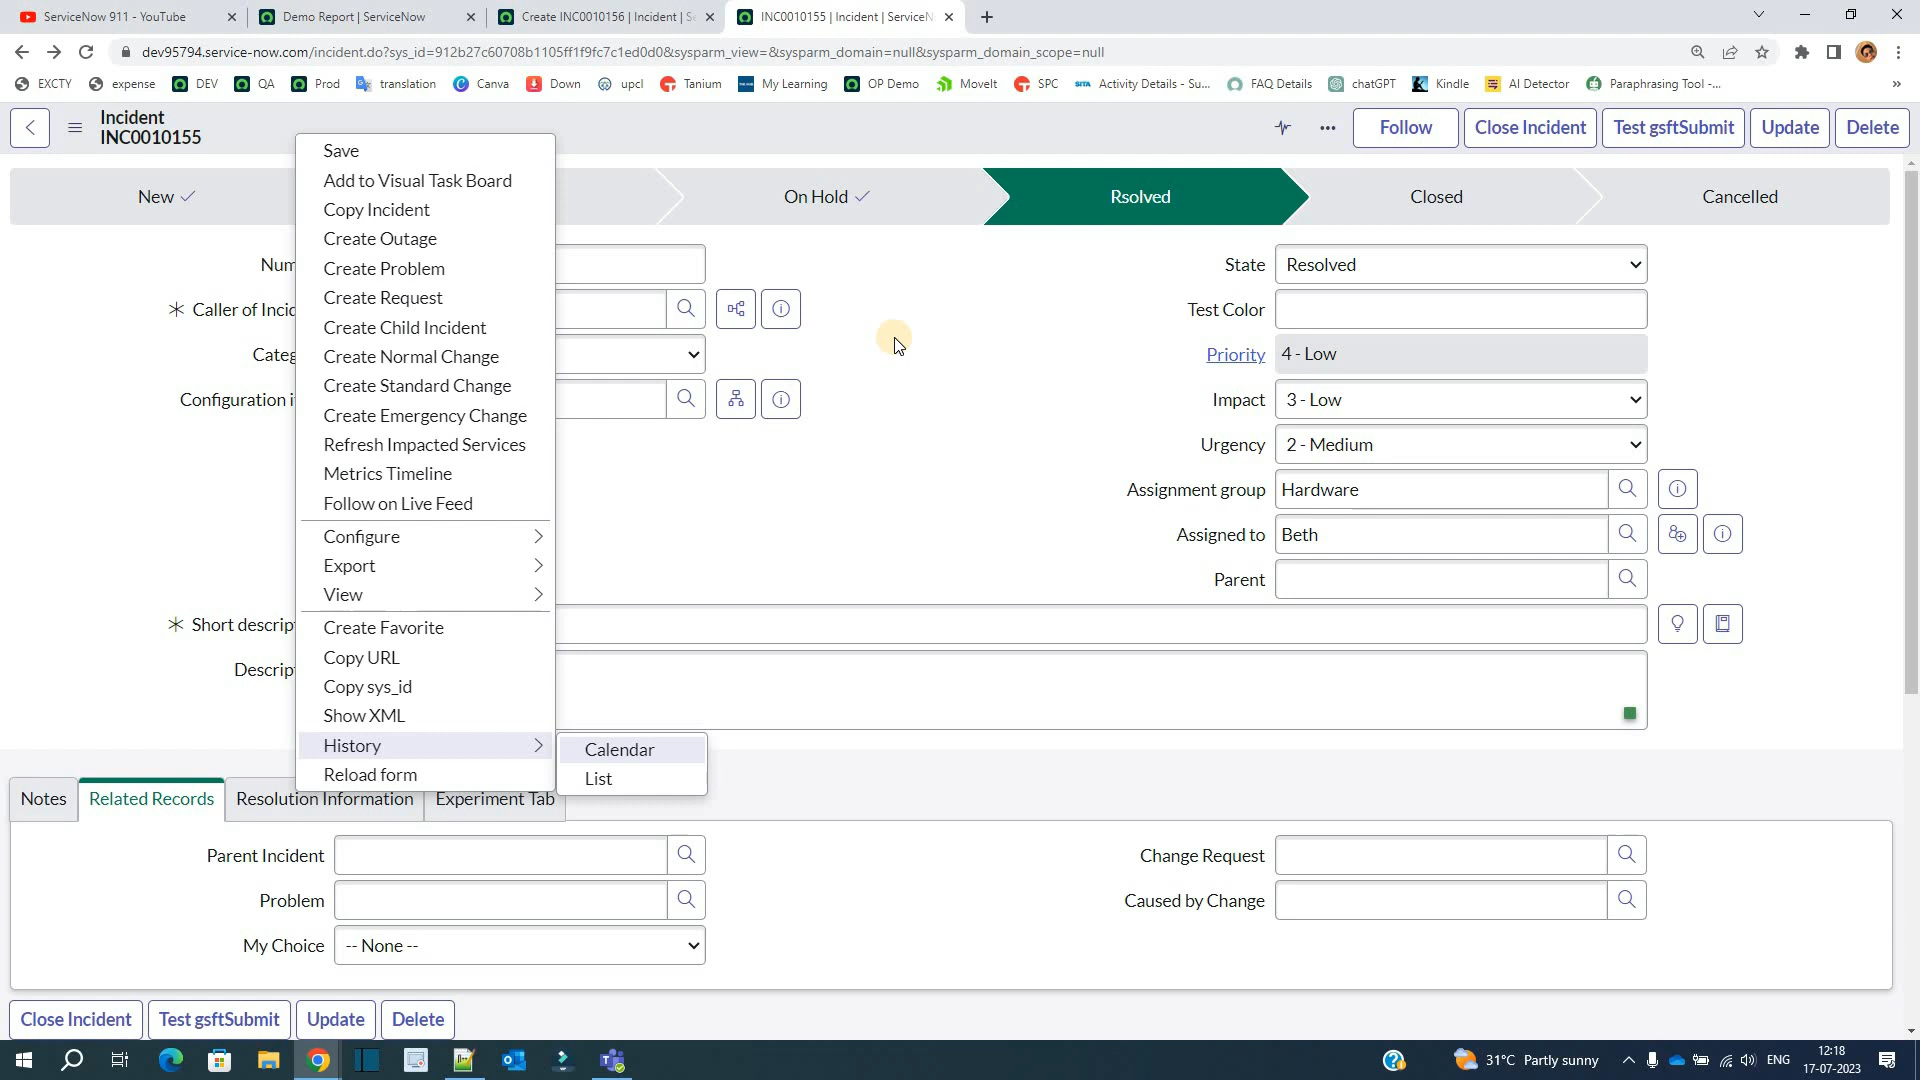 ServiceNow 911 - YouTube
Demo Report | ServiceNow
Create INC0010156 | Incident | Se
INC0010155 | Incident | ServiceN
dev95794.service-now.com/incident.do?sys_id=912b27c60708b1105ff1f9fc7c1ed0d0&sysparm_view=&sysparm_domain=null&sysparm_domain_scope=null
EXCTY expense DEV QA Prod translation Canva Down upcl Tanium My Learning OP Demo MoveIt SPC Activity Details - Su... FAQ Details chatGPT Kindle AI Detector Paraphrasing Tool -... »
Incident
INC0010155
Follow Close Incident Test gsftSubmit Update Delete
New On Hold Rsolved Closed Cancelled
Save
Add to Visual Task Board
Copy Incident
Create Outage
Create Problem
Create Request
Create Child Incident
Create Normal Change
Create Standard Change
Create Emergency Change
Refresh Impacted Services
Metrics Timeline
Follow on Live Feed
Configure
Export
View
Create Favorite
Copy URL
Copy sys_id
Show XML
History
Reload form
Calendar
List
Num
Caller of Incid
Categ
Configuration i
Short descrip
Descrip
State Resolved
Test Color
Priority 4 - Low
Impact 3 - Low
Urgency 2 - Medium
Assignment group Hardware
Assigned to Beth
Parent
Notes Related Records Resolution Information Experiment Tab
Parent Incident
Problem
My Choice -- None --
Change Request
Caused by Change
Close Incident Test gsftSubmit Update Delete
31°C Partly sunny ENG 12:18
17-07-2023